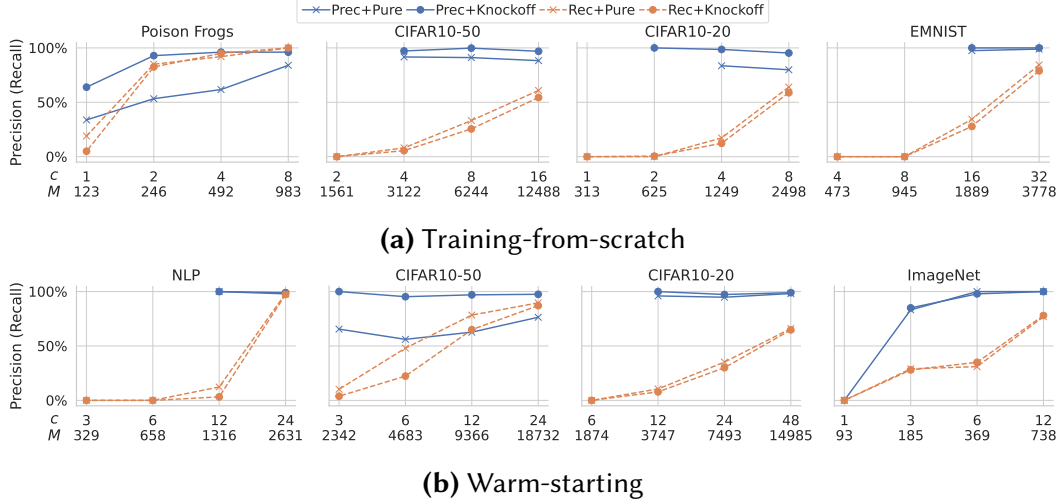 Prec+Pure Prec+Knockoff Rec+Pure Rec+Knockoff
Poison Frogs CIFAR10-50 CIFAR10-20 EMNIST
Precision (Recall)
100%
50%
0%
c 1 2 4 8 2 4 8 16 1 2 4 8 4 8 16 32
M 123 246 492 983 1561 3122 6244 12488 313 625 1249 2498 473 945 1889 3778
(a) Training-from-scratch
NLP CIFAR10-50 CIFAR10-20 ImageNet
Precision (Recall)
100%
50%
0%
c 3 6 12 24 3 6 12 24 6 12 24 48 1 3 6 12
M 329 658 1316 2631 2342 4683 9366 18732 1874 3747 7493 14985 93 185 369 738
(b) Warm-starting